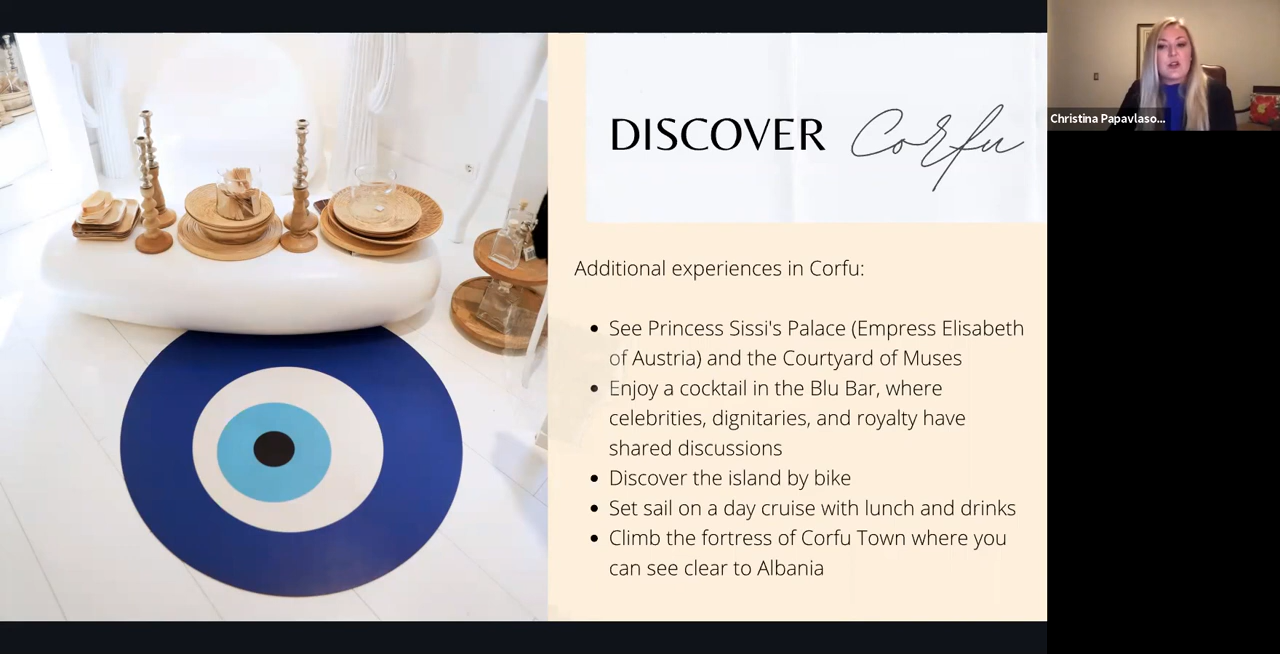 DISCOVER Corfu
Christina Papavlaso...
Additional experiences in Corfu:
• See Princess Sissi's Palace (Empress Elisabeth
of Austria) and the Courtyard of Muses
• Enjoy a cocktail in the Blu Bar, where
celebrities, dignitaries, and royalty have
shared discussions
• Discover the island by bike
• Set sail on a day cruise with lunch and drinks
• Climb the fortress of Corfu Town where you
can see clear to Albania